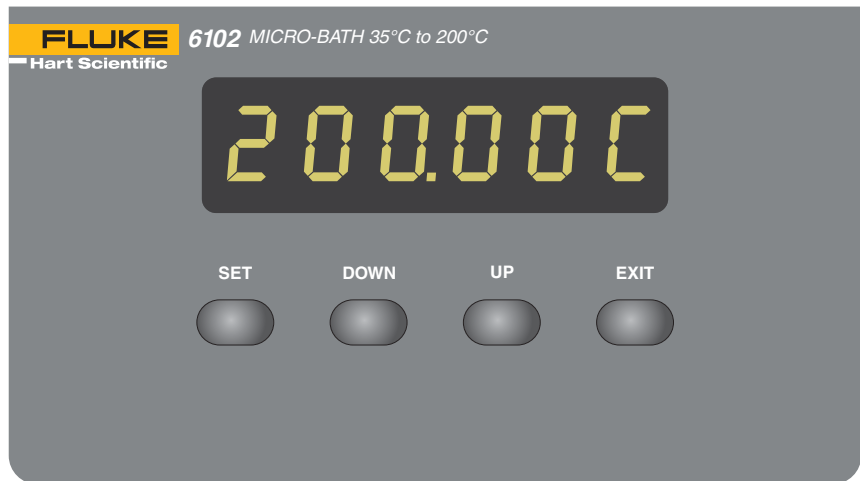 FLUKE 6102 MICRO-BATH 35°C to 200°C
Hart Scientific
200.00C
SET DOWN UP EXIT